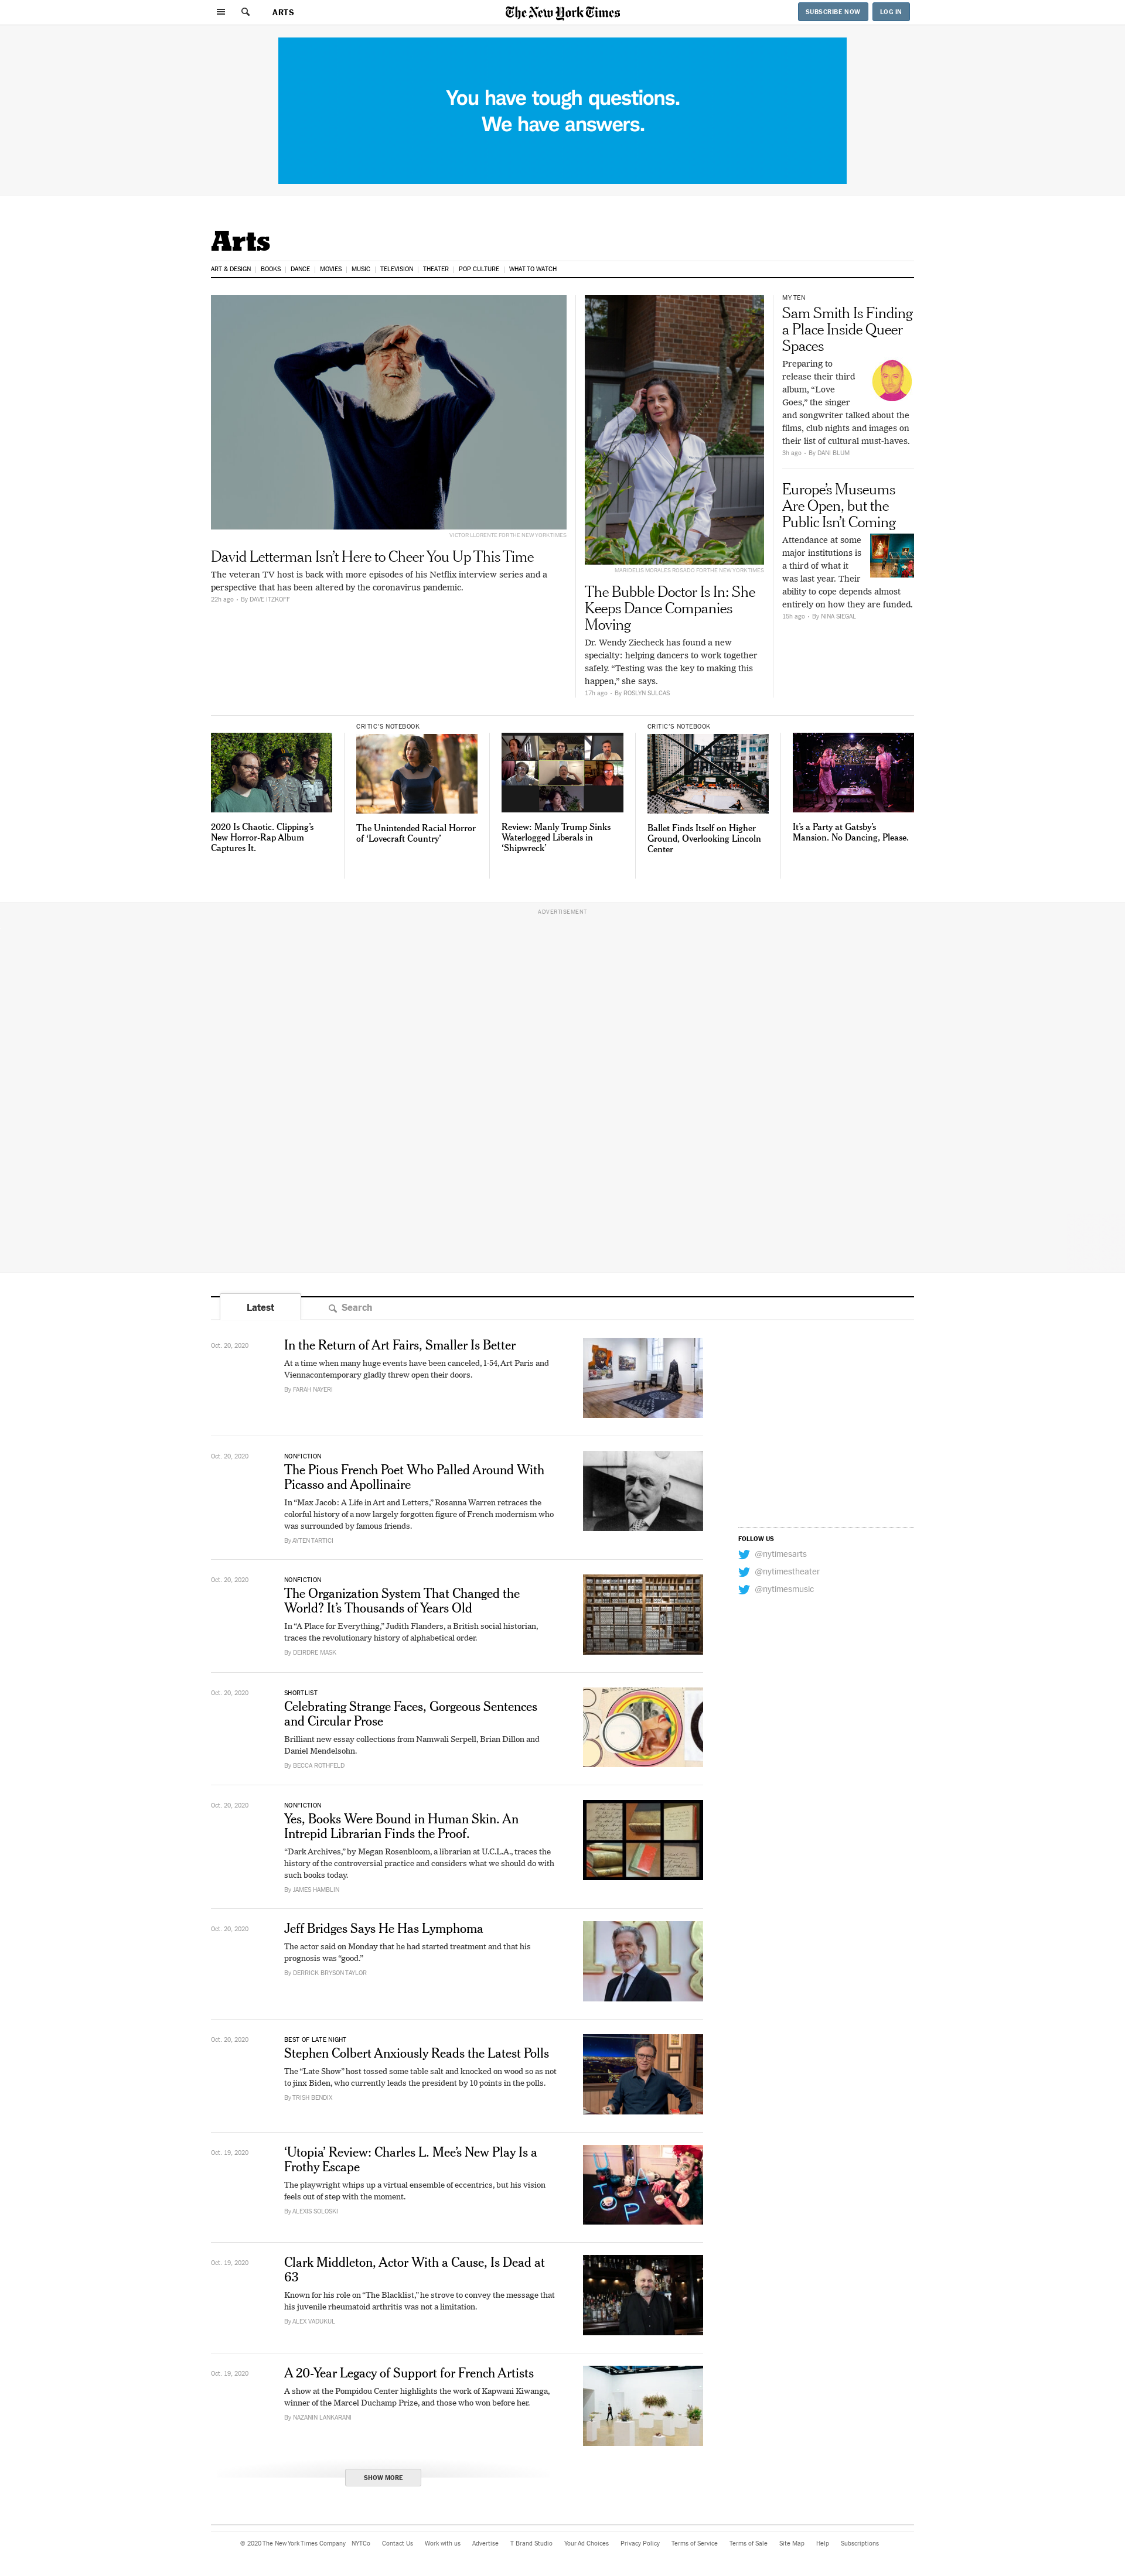 ARTS
The New York Times
SUBSCRIBE NOW
LOG IN
You have tough questions.
We have answers.
Arts
ART & DESIGN | BOOKS | DANCE | MOVIES | MUSIC | TELEVISION | THEATER | POP CULTURE | WHAT TO WATCH
VICTOR LLORENTE FOR THE NEW YORK TIMES
David Letterman Isn’t Here to Cheer You Up This Time
The veteran TV host is back with more episodes of his Netflix interview series and a
perspective that has been altered by the coronavirus pandemic.
22h ago • By DAVE ITZKOFF
MARIDELIS MORALES ROSADO FOR THE NEW YORK TIMES
The Bubble Doctor Is In: She
Keeps Dance Companies
Moving
Dr. Wendy Ziecheck has found a new
specialty: helping dancers to work together
safely. “Testing was the key to making this
happen,” she says.
17h ago • By ROSLYN SULCAS
MY TEN
Sam Smith Is Finding
a Place Inside Queer
Spaces
Preparing to
release their third
album, “Love
Goes,” the singer
and songwriter talked about the
films, club nights and images on
their list of cultural must-haves.
3h ago • By DANI BLUM
Europe’s Museums
Are Open, but the
Public Isn’t Coming
Attendance at some
major institutions is
a third of what it
was last year. Their
ability to cope depends almost
entirely on how they are funded.
15h ago • By NINA SIEGAL
2020 Is Chaotic. Clipping’s
New Horror-Rap Album
Captures It.
CRITIC’S NOTEBOOK
The Unintended Racial Horror
of ‘Lovecraft Country’
Review: Manly Trump Sinks
Waterlogged Liberals in
‘Shipwreck’
CRITIC’S NOTEBOOK
Ballet Finds Itself on Higher
Ground, Overlooking Lincoln
Center
It’s a Party at Gatsby’s
Mansion. No Dancing, Please.
ADVERTISEMENT
Latest
Search
Oct. 20, 2020
In the Return of Art Fairs, Smaller Is Better
At a time when many huge events have been canceled, 1-54, Art Paris and
Viennacontemporary gladly threw open their doors.
By FARAH NAYERI
Oct. 20, 2020
NONFICTION
The Pious French Poet Who Palled Around With
Picasso and Apollinaire
In “Max Jacob: A Life in Art and Letters,” Rosanna Warren retraces the
colorful history of a now largely forgotten figure of French modernism who
was surrounded by famous friends.
By AYTEN TARTICI
Oct. 20, 2020
NONFICTION
The Organization System That Changed the
World? It’s Thousands of Years Old
In “A Place for Everything,” Judith Flanders, a British social historian,
traces the revolutionary history of alphabetical order.
By DEIRDRE MASK
Oct. 20, 2020
SHORTLIST
Celebrating Strange Faces, Gorgeous Sentences
and Circular Prose
Brilliant new essay collections from Namwali Serpell, Brian Dillon and
Daniel Mendelsohn.
By BECCA ROTHFELD
Oct. 20, 2020
NONFICTION
Yes, Books Were Bound in Human Skin. An
Intrepid Librarian Finds the Proof.
“Dark Archives,” by Megan Rosenbloom, a librarian at U.C.L.A., traces the
history of the controversial practice and considers what we should do with
such books today.
By JAMES HAMBLIN
Oct. 20, 2020
Jeff Bridges Says He Has Lymphoma
The actor said on Monday that he had started treatment and that his
prognosis was “good.”
By DERRICK BRYSON TAYLOR
Oct. 20, 2020
BEST OF LATE NIGHT
Stephen Colbert Anxiously Reads the Latest Polls
The “Late Show” host tossed some table salt and knocked on wood so as not
to jinx Biden, who currently leads the president by 10 points in the polls.
By TRISH BENDIX
Oct. 19, 2020
‘Utopia’ Review: Charles L. Mee’s New Play Is a
Frothy Escape
The playwright whips up a virtual ensemble of eccentrics, but his vision
feels out of step with the moment.
By ALEXIS SOLOSKI
Oct. 19, 2020
Clark Middleton, Actor With a Cause, Is Dead at
63
Known for his role on “The Blacklist,” he strove to convey the message that
his juvenile rheumatoid arthritis was not a limitation.
By ALEX VADUKUL
Oct. 19, 2020
A 20-Year Legacy of Support for French Artists
A show at the Pompidou Center highlights the work of Kapwani Kiwanga,
winner of the Marcel Duchamp Prize, and those who won before her.
By NAZANIN LANKARANI
SHOW MORE
FOLLOW US
@nytimesarts
@nytimestheater
@nytimesmusic
© 2020 The New York Times Company NYTCo Contact Us Work with us Advertise T Brand Studio Your Ad Choices Privacy Policy Terms of Service Terms of Sale Site Map Help Subscriptions